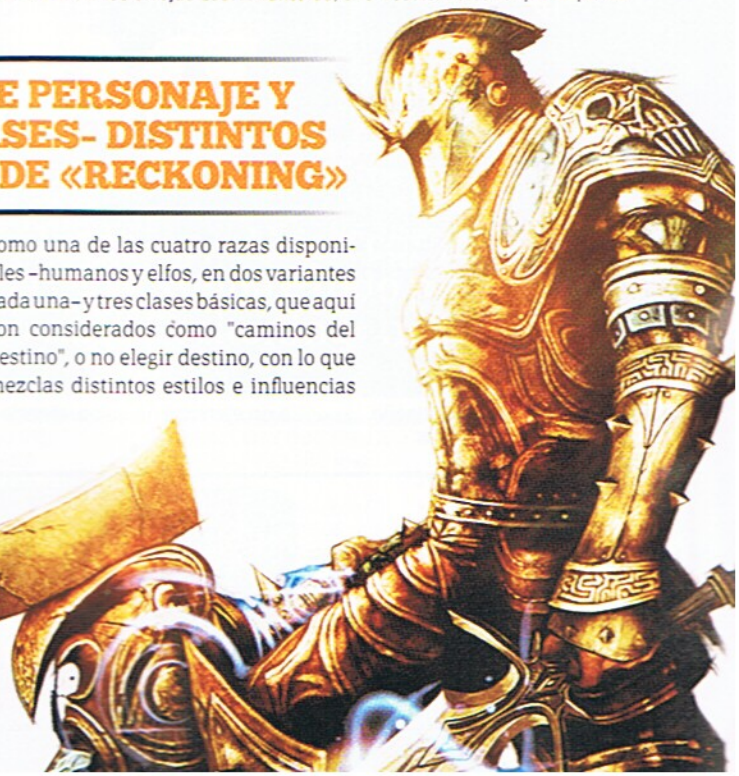 E PERSONAJE Y
ASES- DISTINTOS
DE «RECKONING»
omo una de las cuatro razas disponi-
les –humanos y elfos, en dos variantes
ada una– y tres clases básicas, que aquí
on considerados como "caminos del
estino", o no elegir destino, con lo que
nezclas distintos estilos e influencias